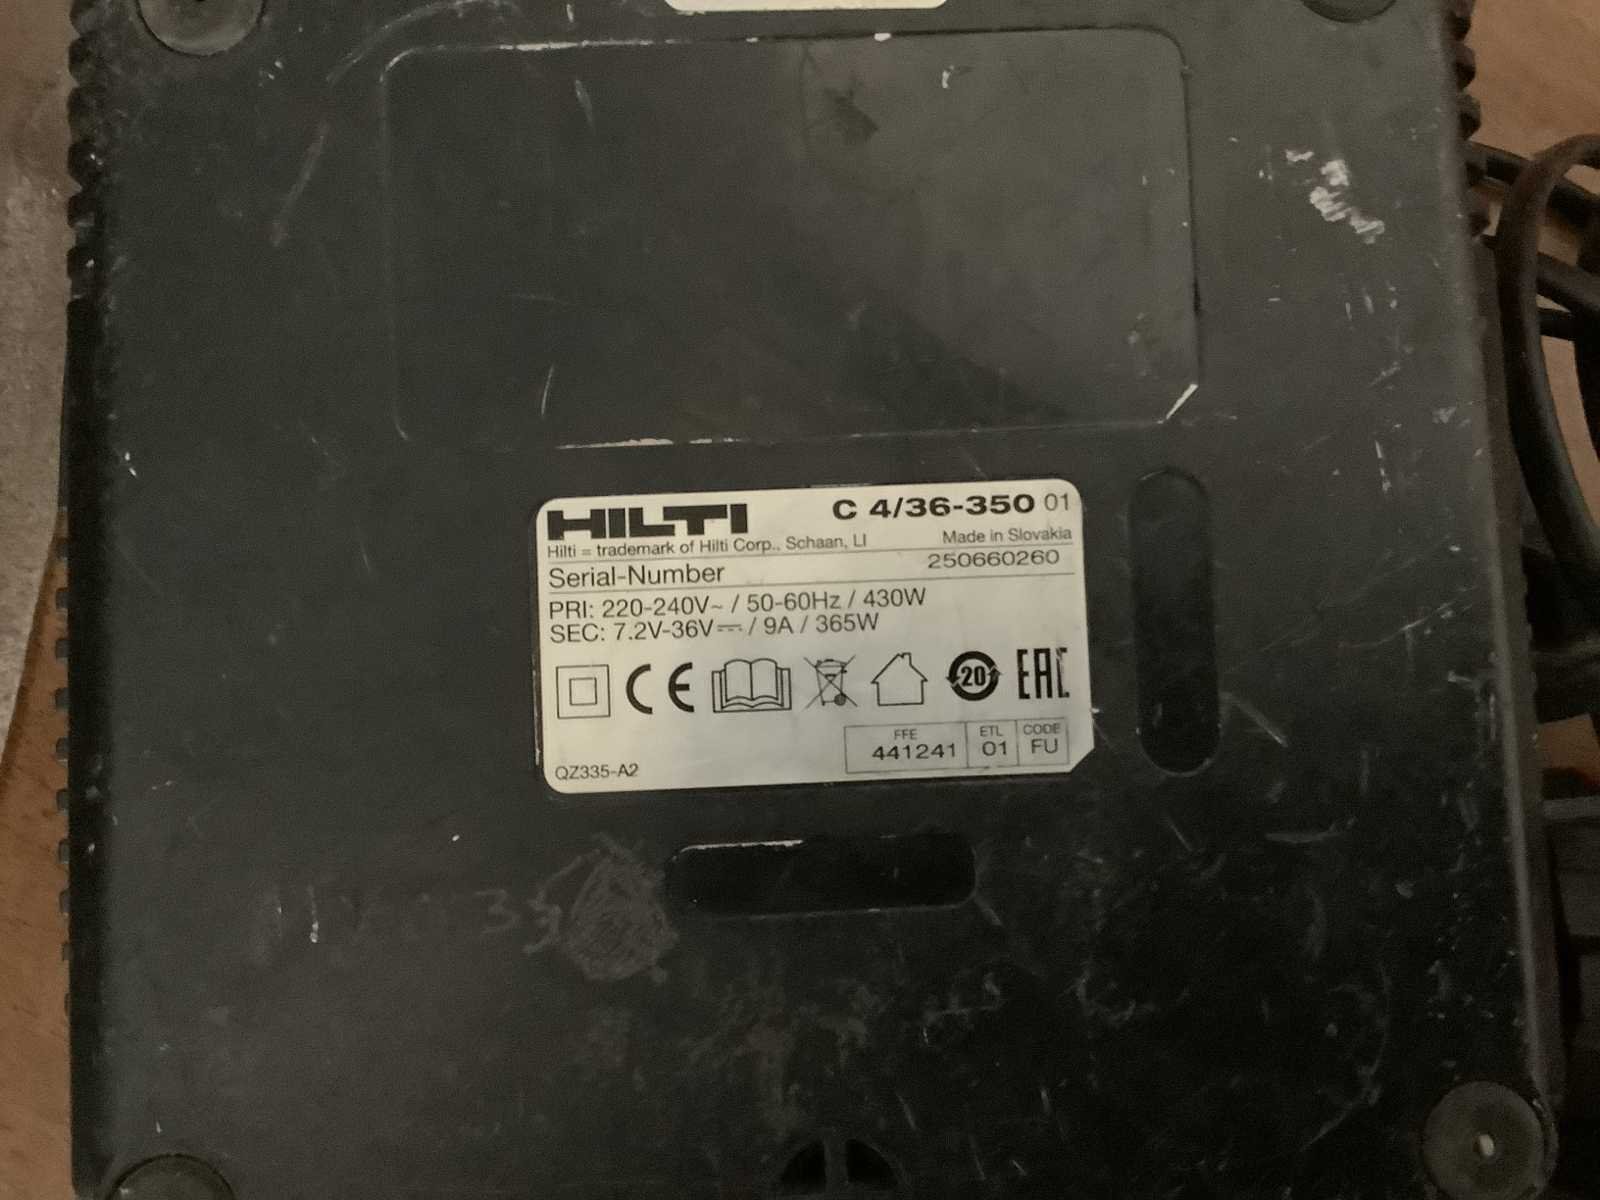 HILTI C 4/36-350 01
Hilti = trademark of Hilti Corp., Schaan, LI Made in Slovakia
Serial-Number 250660260
PRI: 220-240V~ / 50-60Hz / 430W
SEC: 7.2V-36V⎓ / 9A / 365W
CE 20 EAC
FFE ETL CODE
441241 01 FU
QZ335-A2